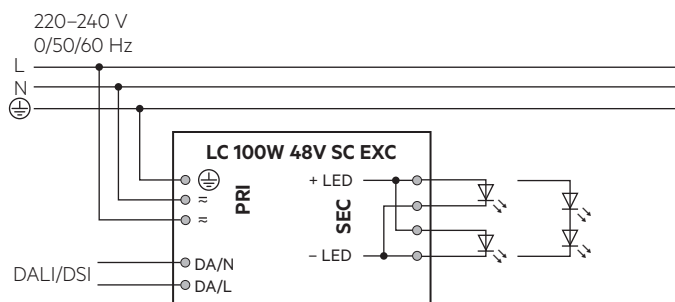 220–240 V
0/50/60 Hz
L
N
LC 100W 48V SC EXC
PRI
≂
≂
+ LED
SEC
– LED
DALI/DSI
DA/N
DA/L